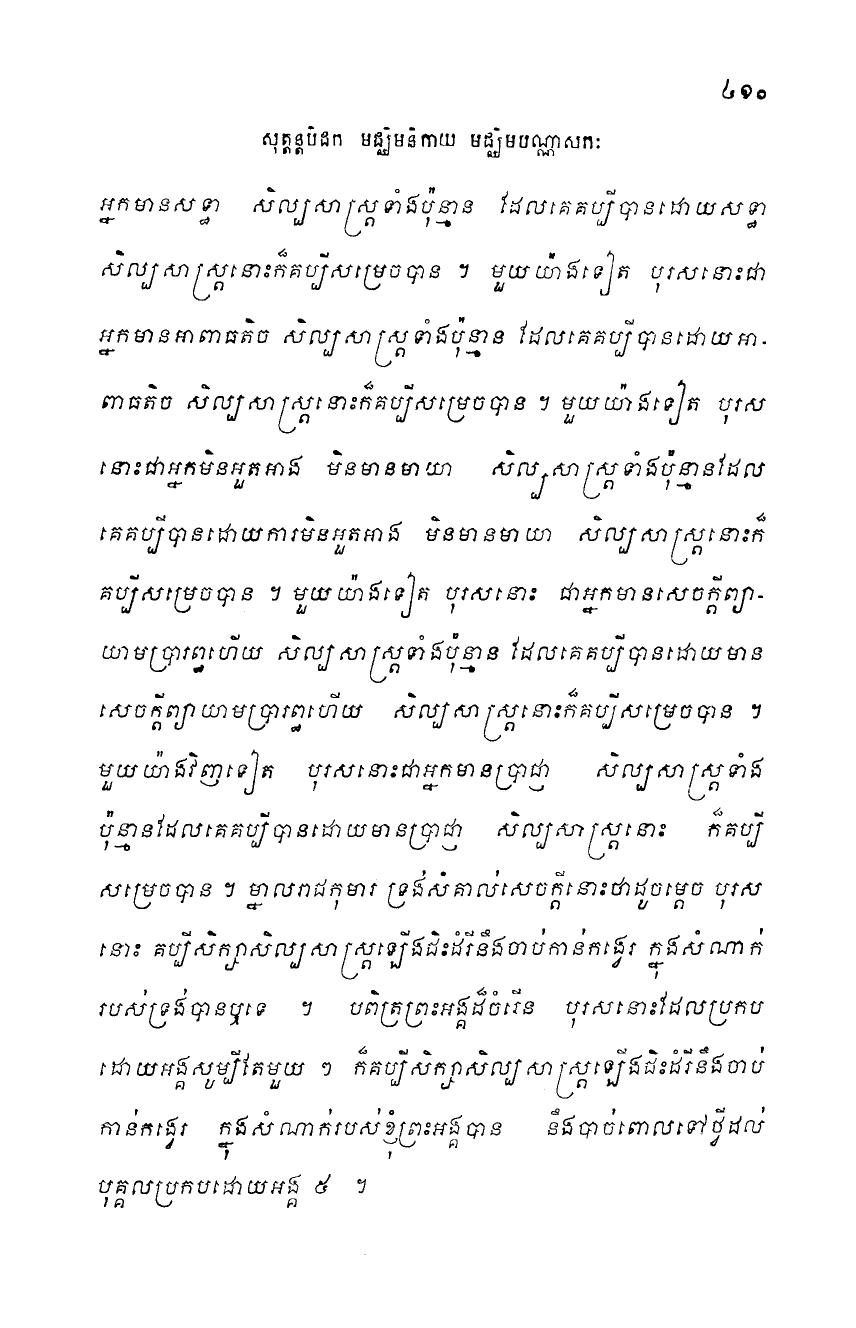 ៤១០
សុត្តន្តបិដក មជ្ឈិមនិកាយ មជ្ឈិមបណ្ណាសកៈ
អ្នកមានសទ្ធា សិល្បសាស្ត្រទាំងប៉ុន្មាន ដែលគេគប្បីបានដោយសទ្ធា
សិល្បសាស្ត្រនោះក៏គប្បីសម្រេចបាន ។ មួយយ៉ាងទៀត បុរសនោះជា
អ្នកមានអាពាធតិច សិល្បសាស្ត្រទាំងប៉ុន្មាន ដែលគេគប្បីបានដោយអា-
ពាធតិច សិល្បសាស្ត្រនោះក៏គប្បីសម្រេចបាន ។ មួយយ៉ាងទៀត បុរស
នោះជាអ្នកមិនអួតអាង មិនមានមាយា សិល្បសាស្ត្រទាំងប៉ុន្មានដែល
គេគប្បីបានដោយការមិនអួតអាង មិនមានមាយា សិល្បសាស្ត្រនោះក៏
គប្បីសម្រេចបាន ។ មួយយ៉ាងទៀត បុរសនោះ ជាអ្នកមានសេចក្តីព្យា-
យាមប្រារព្ធហើយ សិល្បសាស្ត្រទាំងប៉ុន្មាន ដែលគេគប្បីបានដោយមាន
សេចក្តីព្យាយាមប្រារព្ធហើយ សិល្បសាស្ត្រនោះក៏គប្បីសម្រេចបាន ។
មួយយ៉ាងវិញទៀត បុរសនោះជាអ្នកមានប្រាជ្ញា សិល្បសាស្ត្រទាំង
ប៉ុន្មានដែលគេគប្បីបានដោយមានប្រាជ្ញា សិល្បសាស្ត្រនោះ ក៏គប្បី
សម្រេចបាន ។ ម្នាលរាជកុមារ ទ្រង់សំគាល់សេចក្តីនោះថាដូចម្តេច បុរស
នោះ គប្បីសិក្សាសិល្បសាស្ត្រឡើងជិះដំរីនឹងចាប់កាន់កង្វេរ ក្នុងសំណាក់
របស់ទ្រង់បានឬទេ ។ បពិត្រព្រះអង្គដ៏ចំរើន បុរសនោះដែលប្រកប
ដោយអង្គសូម្បីតែមួយ ៗ ក៏គប្បីសិក្សាសិល្បសាស្ត្រឡើងជិះដំរីនឹងចាប់
កាន់កង្វេរ ក្នុងសំណាក់របស់ខ្ញុំព្រះអង្គបាន នឹងបាច់ពោលទៅថ្វីដល់
បុគ្គលប្រកបដោយអង្គ ៥ ។